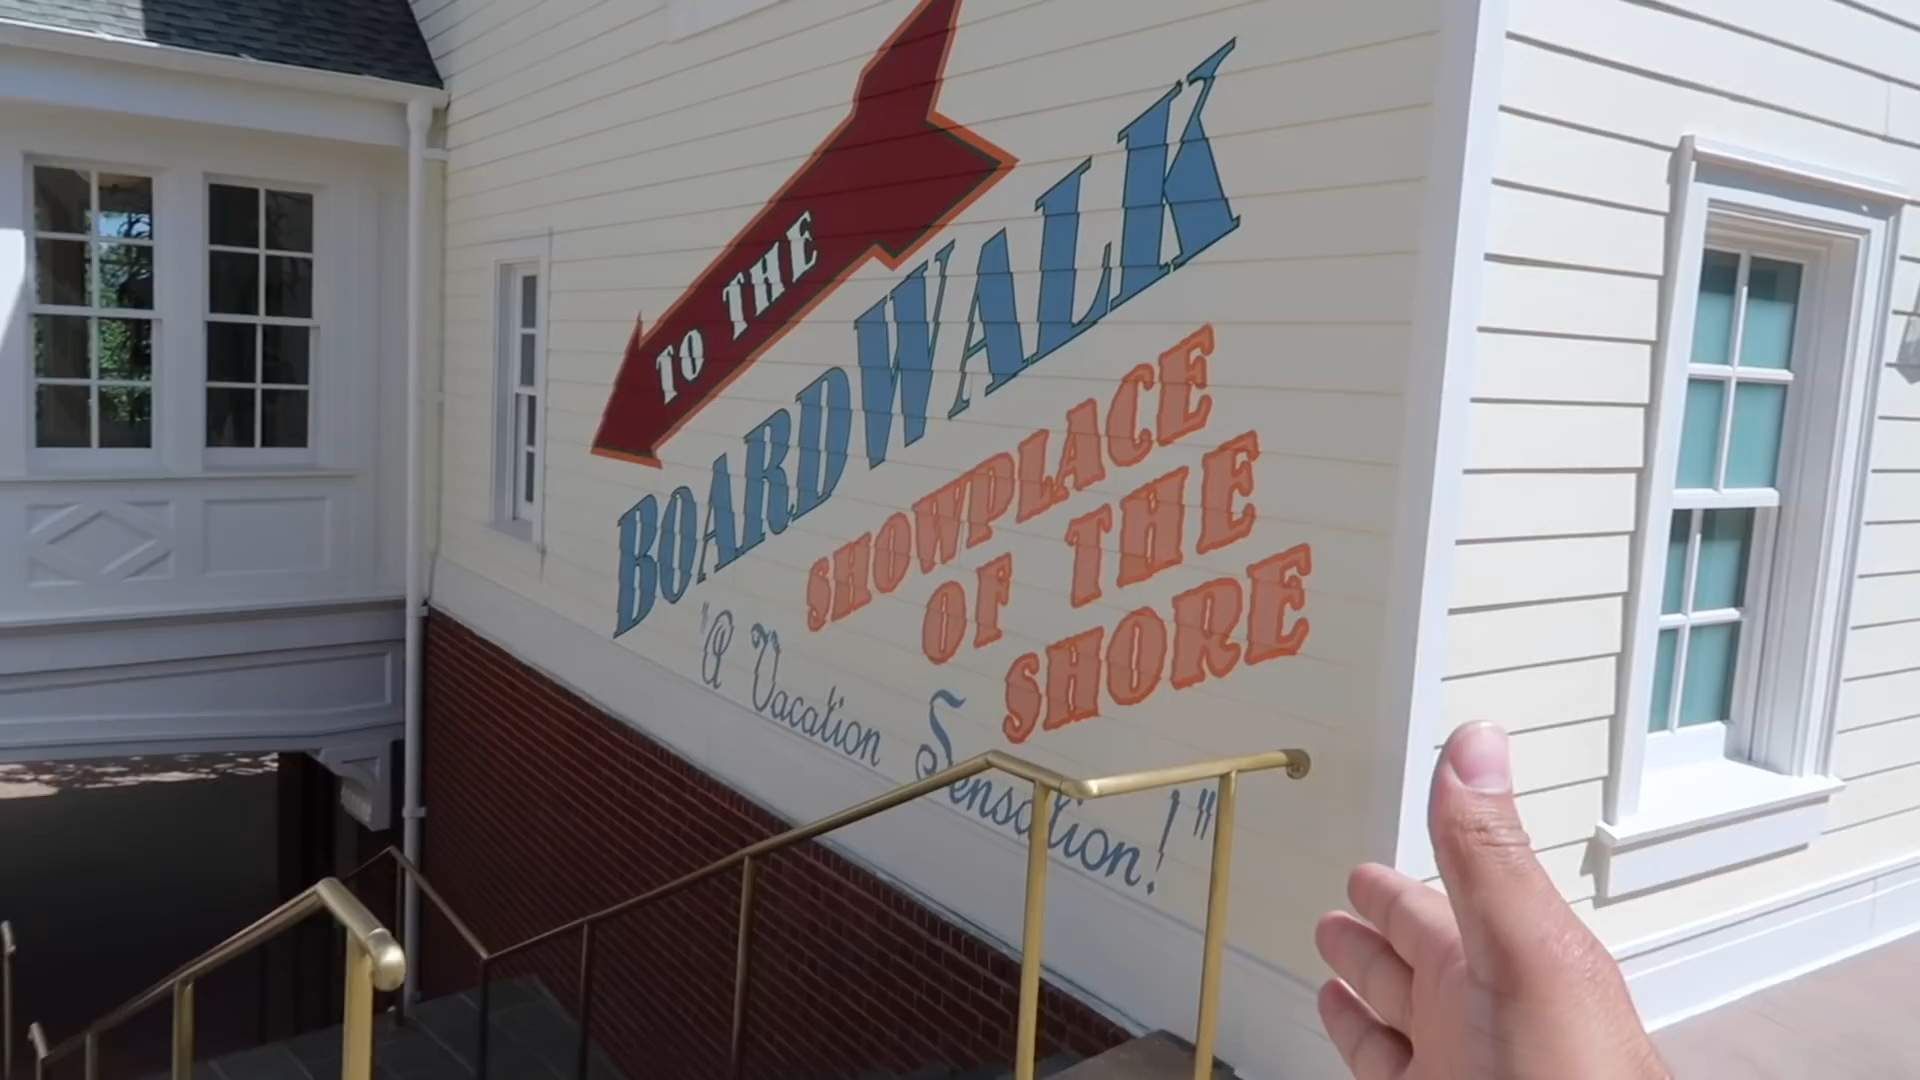 TO THE
BOARDWALK
SHOWPLACE
OF THE
SHORE
"A Vacation Sensation!"